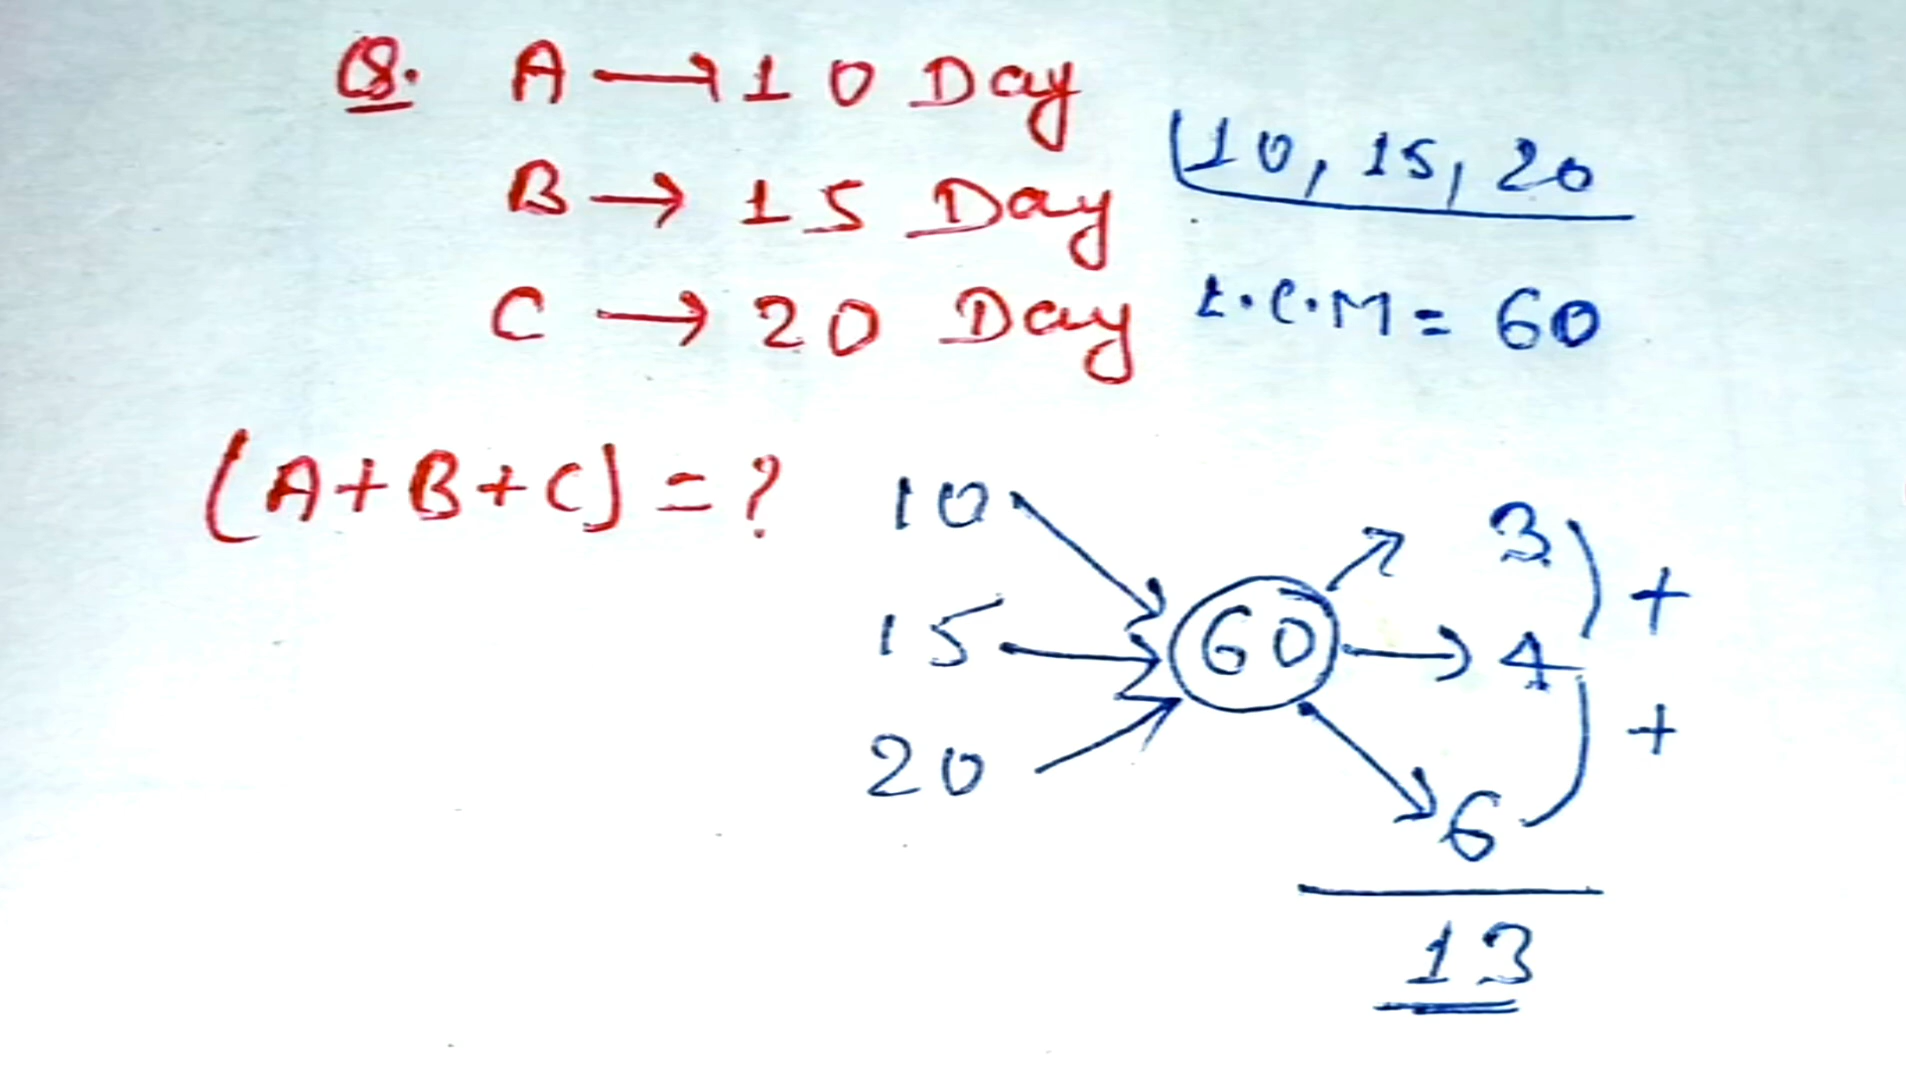 Q. A → 10 Day
B → 15 Day
C → 20 Day
10, 15, 20
L.C.M = 60
(A+B+C) = ?
10
15
20
60
3
+
4
+
6
13